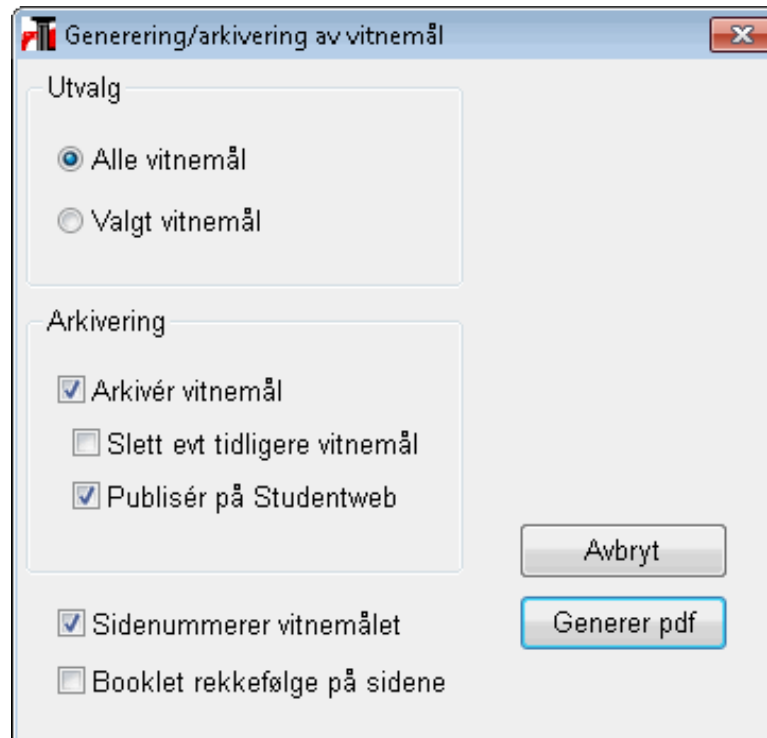 Generering/arkivering av vitnemål
Utvalg
Alle vitnemål
Valgt vitnemål
Arkivering
Arkivér vitnemål
Slett evt tidligere vitnemål
Publisér på Studentweb
Avbryt
Sidenummerer vitnemålet
Generer pdf
Booklet rekkefølge på sidene